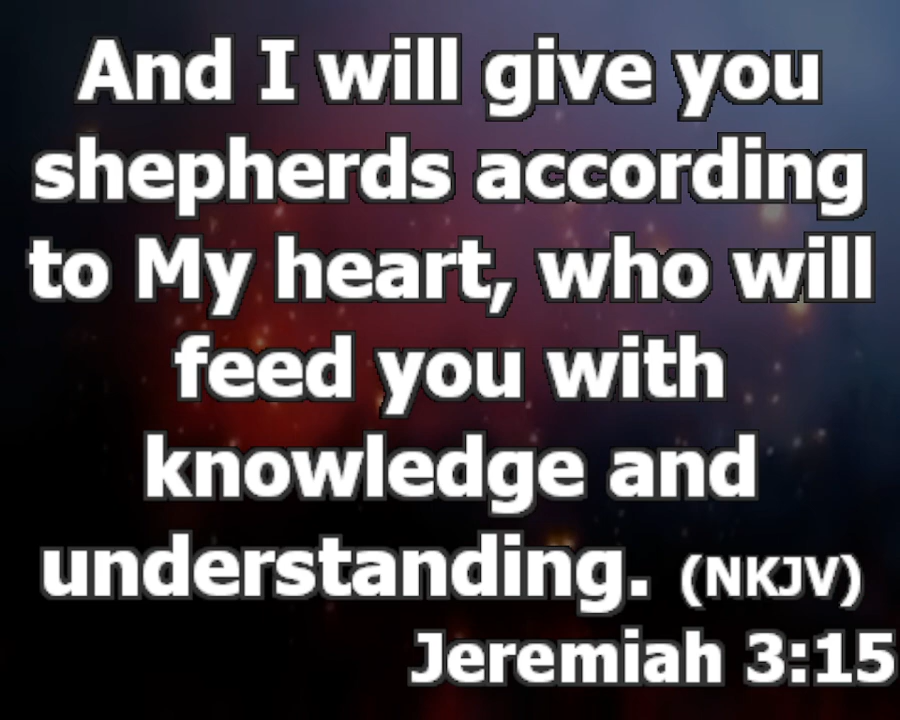 And I will give you
shepherds according
to My heart, who will
feed you with
knowledge and
understanding. (NKJV)
Jeremiah 3:15